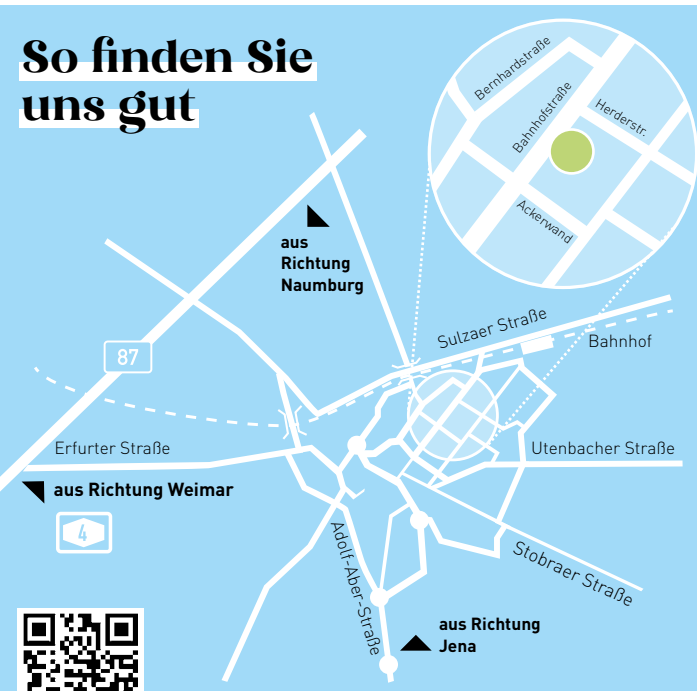 So finden Sie
uns gut
Bernhardstraße
Bahnhofstraße
Herderstr.
Ackerwand
aus
Richtung
Naumburg
Sulzaer Straße
Bahnhof
87
Erfurter Straße
Utenbacher Straße
aus Richtung Weimar
4
Adolf-Aber-Straße
Stobraer Straße
aus Richtung
Jena